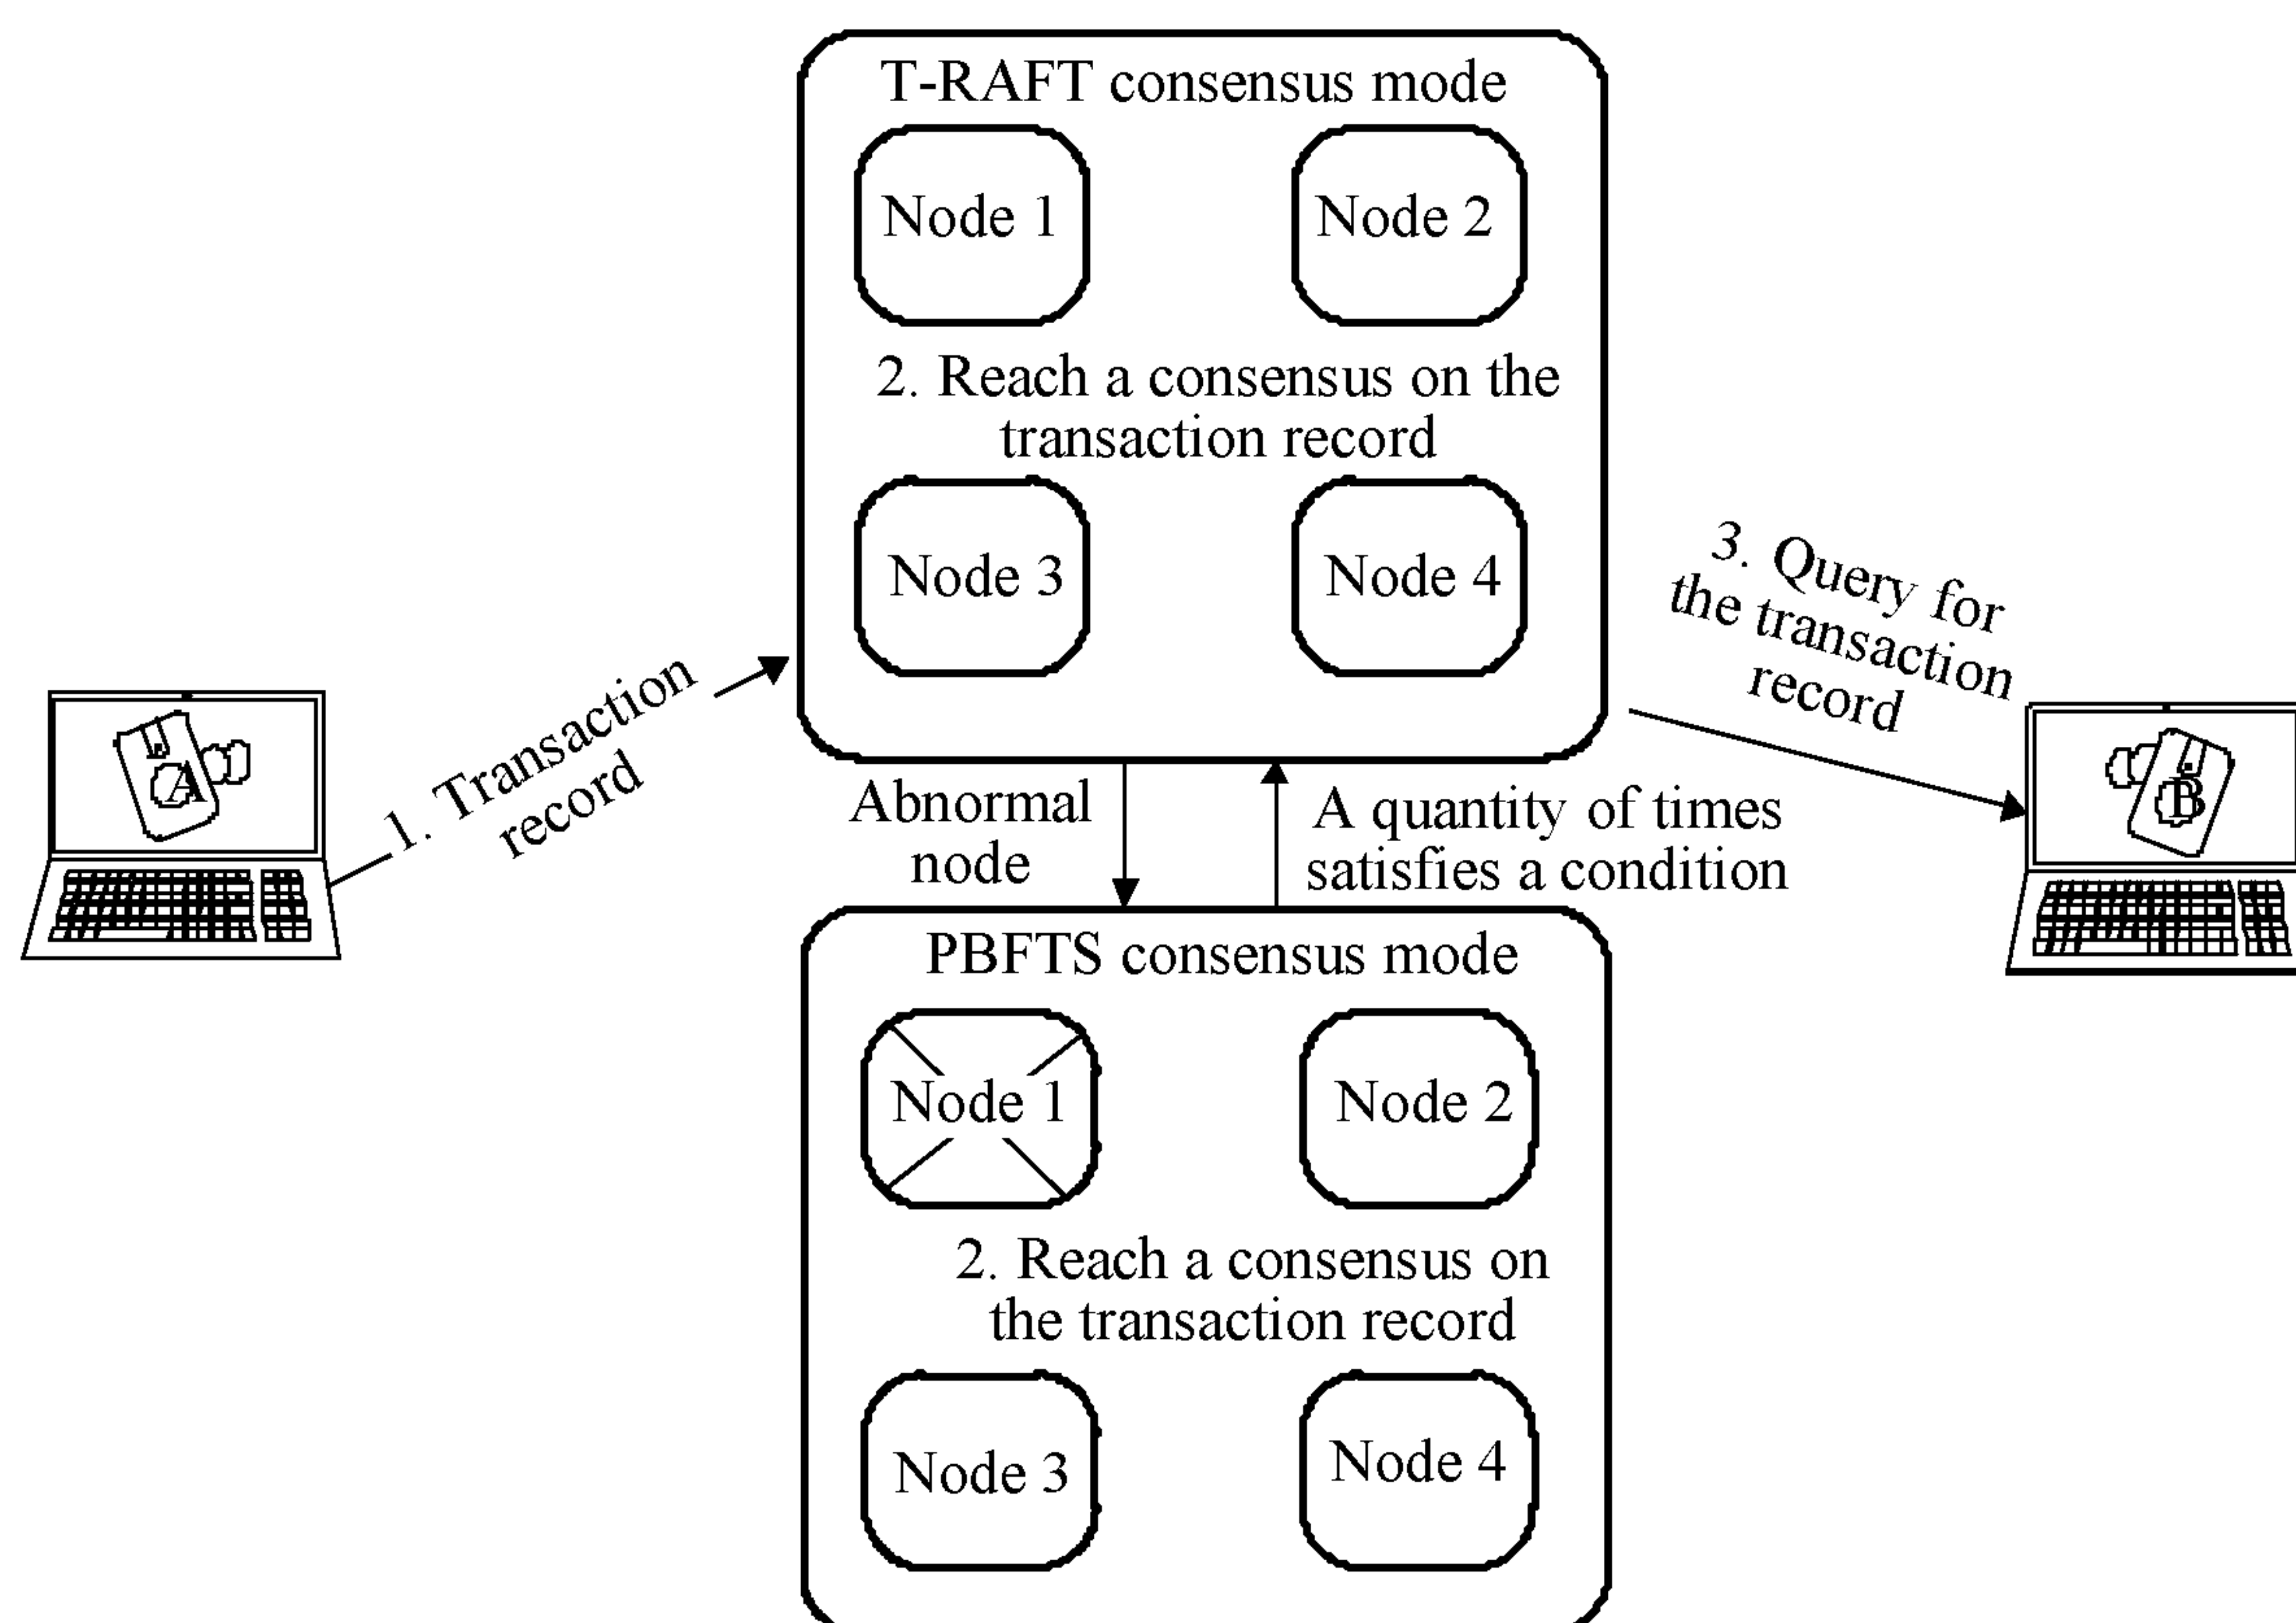 T-RAFT consensus mode
Node 1
Node 2
2. Reach a consensus on the
transaction record
Node 3
Node 4
1. Transaction
record
A
3. Query for
the transaction
record
B
Abnormal
node
A quantity of times
satisfies a condition
PBFTS consensus mode
Node 1
Node 2
2. Reach a consensus on
the transaction record
Node 3
Node 4